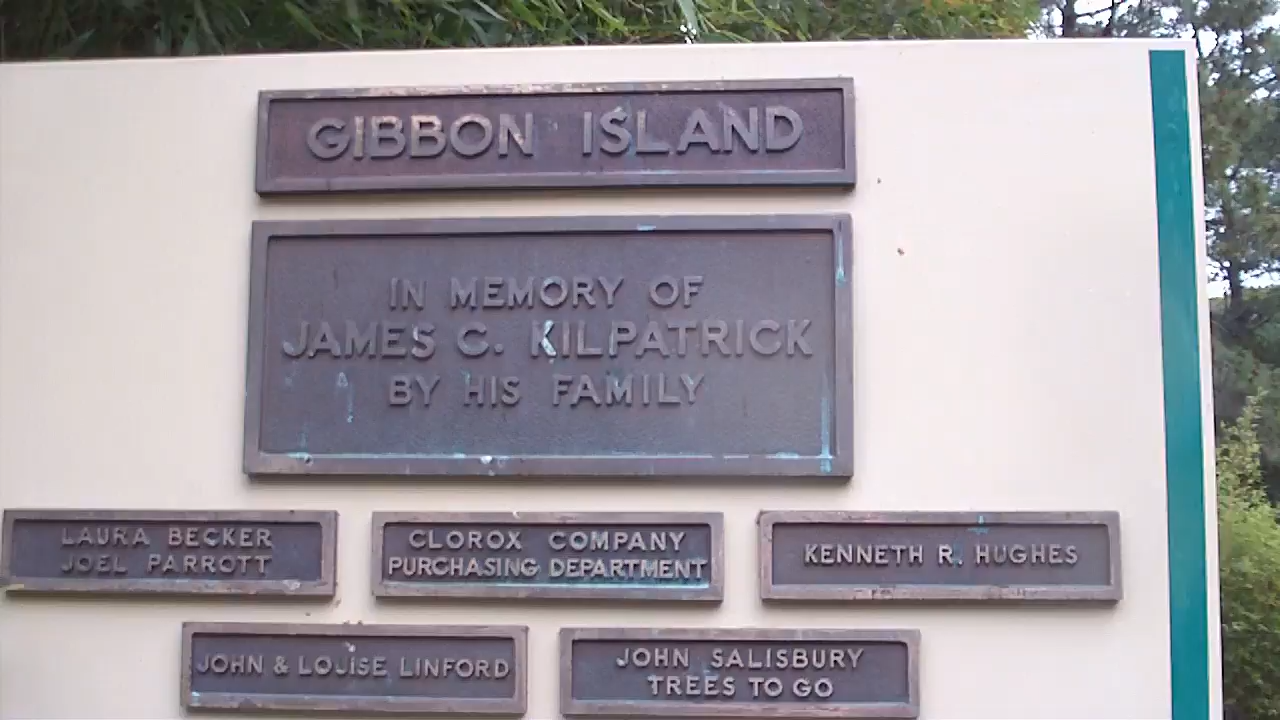 GIBBON ISLAND
IN MEMORY OF
JAMES C. KILPATRICK
BY HIS FAMILY
LAURA BECKER
JOEL PARROTT
CLOROX COMPANY
PURCHASING DEPARTMENT
KENNETH R. HUGHES
JOHN & LOUISE LINFORD
JOHN SALISBURY
TREES TO GO